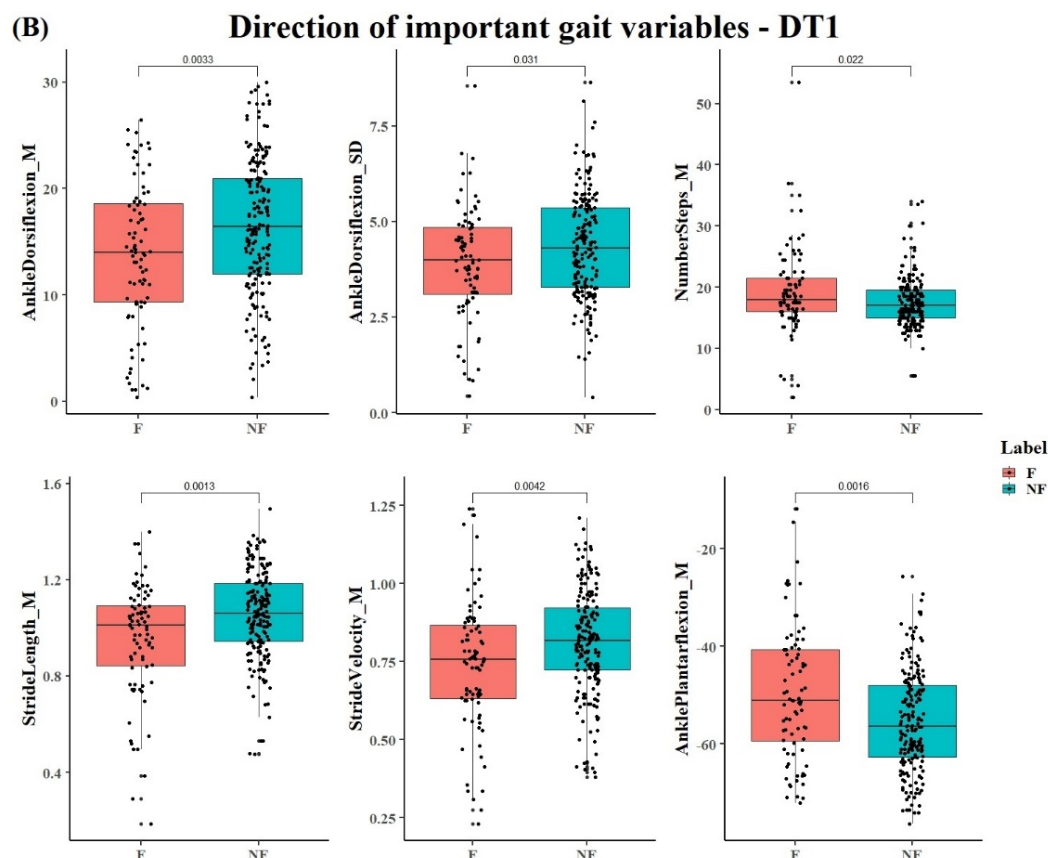 (B) Direction of important gait variables - DT1
AnkleDorsiflexion_M
30
20
10
0
0.0033
F NF
AnkleDorsiflexion_SD
7.5
5.0
2.5
0.0
0.031
F NF
NumberSteps_M
50
40
30
20
10
0
0.022
F NF
Label
F
NF
StrideLength_M
1.6
1.2
0.8
0.4
0.0013
F NF
StrideVelocity_M
1.25
1.00
0.75
0.50
0.25
0.0042
F NF
AnklePlantarflexion_M
-20
-40
-60
0.0016
F NF